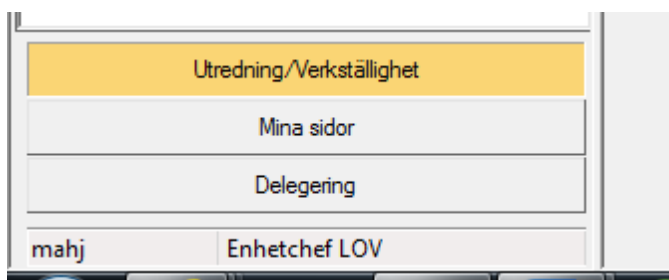 Utredning/Verkställighet
Mina sidor
Delegering
mahj Enhetchef LOV